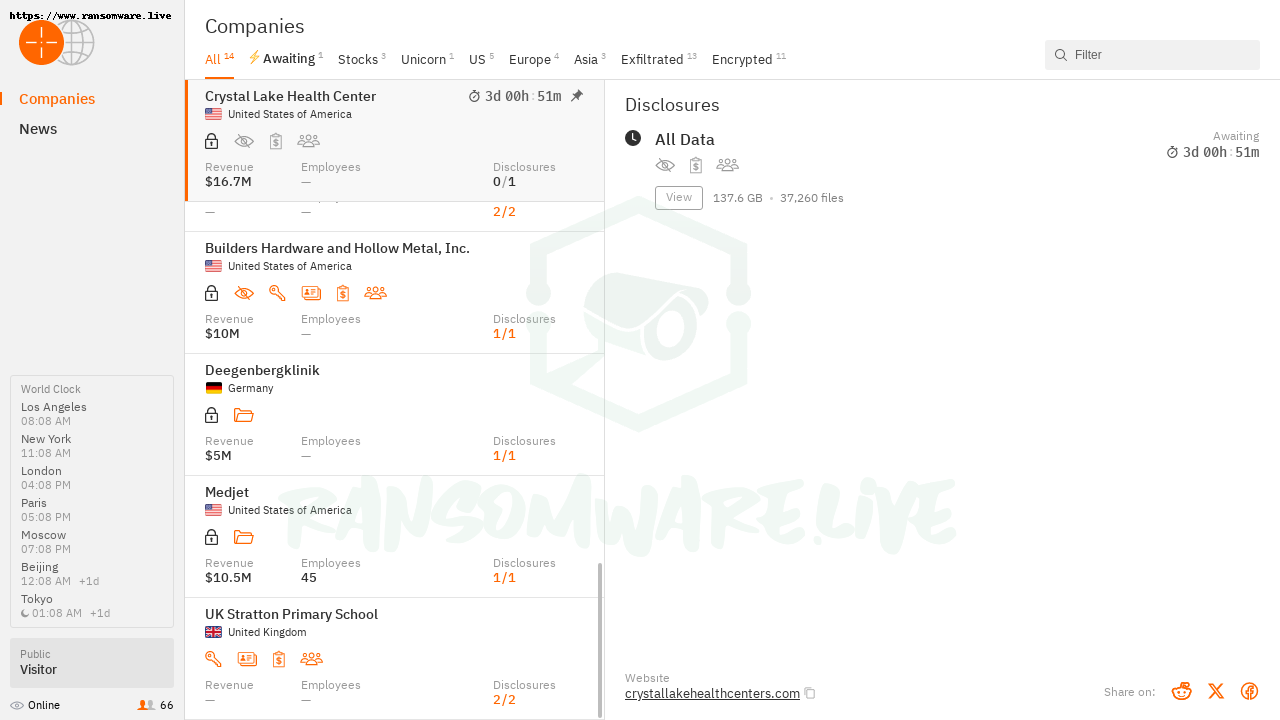 https://www.ransomware.live
Companies
News
World Clock
Los Angeles
08:08 AM
New York
11:08 AM
London
04:08 PM
Paris
05:08 PM
Moscow
07:08 PM
Beijing
12:08 AM +1d
Tokyo
01:08 AM +1d
Public
Visitor
Online 66
Companies
All 14 Awaiting 1 Stocks 3 Unicorn 1 US 5 Europe 4 Asia 3 Exfiltrated 13 Encrypted 11
Filter
Crystal Lake Health Center 3d 00h : 51m
United States of America
Revenue Employees Disclosures
$16.7M — 0/1
— — 2/2
Builders Hardware and Hollow Metal, Inc.
United States of America
Revenue Employees Disclosures
$10M — 1/1
Deegenbergklinik
Germany
Revenue Employees Disclosures
$5M — 1/1
Medjet
United States of America
Revenue Employees Disclosures
$10.5M 45 1/1
UK Stratton Primary School
United Kingdom
Revenue Employees Disclosures
— — 2/2
Disclosures
All Data
Awaiting
3d 00h : 51m
View 137.6 GB • 37,260 files
RANSOMWARE.LIVE
Website
crystallakehealthcenters.com
Share on: